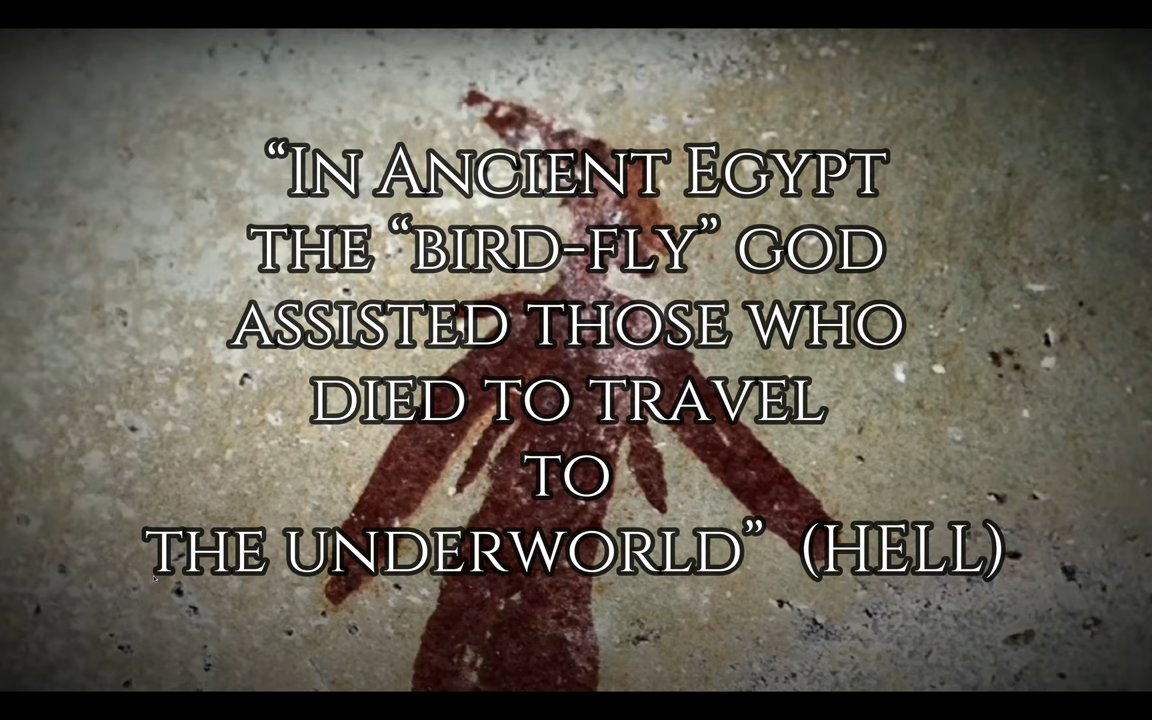 “In Ancient Egypt
the “bird-fly” god
assisted those who
died to travel
to
the underworld” (HELL)